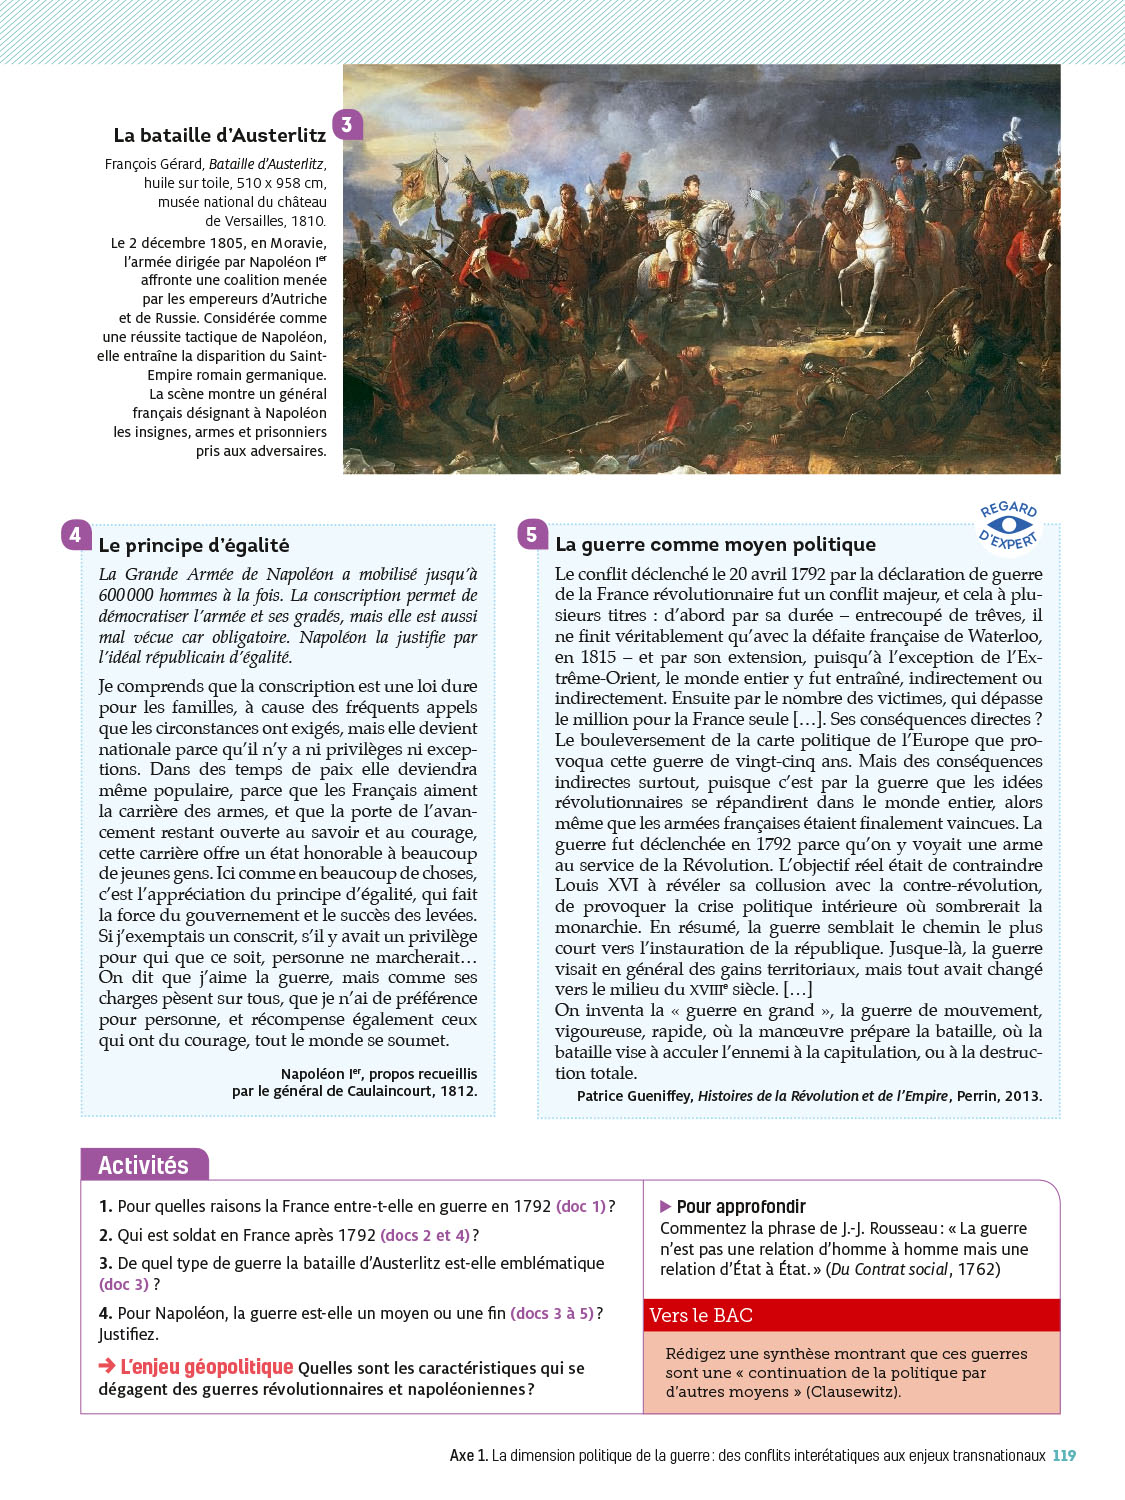 3
La bataille d'Austerlitz
François Gérard, Bataille d'Austerlitz,
huile sur toile, 510 x 958 cm,
musée national du château
de Versailles, 1810.
Le 2 décembre 1805, en Moravie,
l'armée dirigée par Napoléon Ier
affronte une coalition menée
par les empereurs d'Autriche
et de Russie. Considérée comme
une réussite tactique de Napoléon,
elle entraîne la disparition du Saint-
Empire romain germanique.
La scène montre un général
français désignant à Napoléon
les insignes, armes et prisonniers
pris aux adversaires.
4
Le principe d'égalité
La Grande Armée de Napoléon a mobilisé jusqu'à
600 000 hommes à la fois. La conscription permet de
démocratiser l'armée et ses gradés, mais elle est aussi
mal vécue car obligatoire. Napoléon la justifie par
l'idéal républicain d'égalité.
Je comprends que la conscription est une loi dure
pour les familles, à cause des fréquents appels
que les circonstances ont exigés, mais elle devient
nationale parce qu'il n'y a ni privilèges ni excep-
tions. Dans des temps de paix elle deviendra
même populaire, parce que les Français aiment
la carrière des armes, et que la porte de l'avan-
cement restant ouverte au savoir et au courage,
cette carrière offre un état honorable à beaucoup
de jeunes gens. Ici comme en beaucoup de choses,
c'est l'appréciation du principe d'égalité, qui fait
la force du gouvernement et le succès des levées.
Si j'exemptais un conscrit, s'il y avait un privilège
pour qui que ce soit, personne ne marcherait…
On dit que j'aime la guerre, mais comme ses
charges pèsent sur tous, que je n'ai de préférence
pour personne, et récompense également ceux
qui ont du courage, tout le monde se soumet.
Napoléon Ier, propos recueillis
par le général de Caulaincourt, 1812.
REGARD
D'EXPERT
5
La guerre comme moyen politique
Le conflit déclenché le 20 avril 1792 par la déclaration de guerre
de la France révolutionnaire fut un conflit majeur, et cela à plu-
sieurs titres : d'abord par sa durée – entrecoupé de trêves, il
ne finit véritablement qu'avec la défaite française de Waterloo,
en 1815 – et par son extension, puisqu'à l'exception de l'Ex-
trême-Orient, le monde entier y fut entraîné, indirectement ou
indirectement. Ensuite par le nombre des victimes, qui dépasse
le million pour la France seule […]. Ses conséquences directes ?
Le bouleversement de la carte politique de l'Europe que pro-
voqua cette guerre de vingt-cinq ans. Mais des conséquences
indirectes surtout, puisque c'est par la guerre que les idées
révolutionnaires se répandirent dans le monde entier, alors
même que les armées françaises étaient finalement vaincues. La
guerre fut déclenchée en 1792 parce qu'on y voyait une arme
au service de la Révolution. L'objectif réel était de contraindre
Louis XVI à révéler sa collusion avec la contre-révolution,
de provoquer la crise politique intérieure où sombrerait la
monarchie. En résumé, la guerre semblait le chemin le plus
court vers l'instauration de la république. Jusque-là, la guerre
visait en général des gains territoriaux, mais tout avait changé
vers le milieu du XVIIIe siècle. […]
On inventa la « guerre en grand », la guerre de mouvement,
vigoureuse, rapide, où la manœuvre prépare la bataille, où la
bataille vise à acculer l'ennemi à la capitulation, ou à la destruc-
tion totale.
Patrice Gueniffey, Histoires de la Révolution et de l'Empire, Perrin, 2013.
Activités
1. Pour quelles raisons la France entre-t-elle en guerre en 1792 (doc 1) ?
2. Qui est soldat en France après 1792 (docs 2 et 4) ?
3. De quel type de guerre la bataille d'Austerlitz est-elle emblématique
(doc 3) ?
4. Pour Napoléon, la guerre est-elle un moyen ou une fin (docs 3 à 5) ?
Justifiez.
➔ L'enjeu géopolitique Quelles sont les caractéristiques qui se
dégagent des guerres révolutionnaires et napoléoniennes ?
▶ Pour approfondir
Commentez la phrase de J.-J. Rousseau : « La guerre
n'est pas une relation d'homme à homme mais une
relation d'État à État. » (Du Contrat social, 1762)
Vers le BAC
Rédigez une synthèse montrant que ces guerres
sont une « continuation de la politique par
d'autres moyens » (Clausewitz).
Axe 1. La dimension politique de la guerre : des conflits interétatiques aux enjeux transnationaux 119